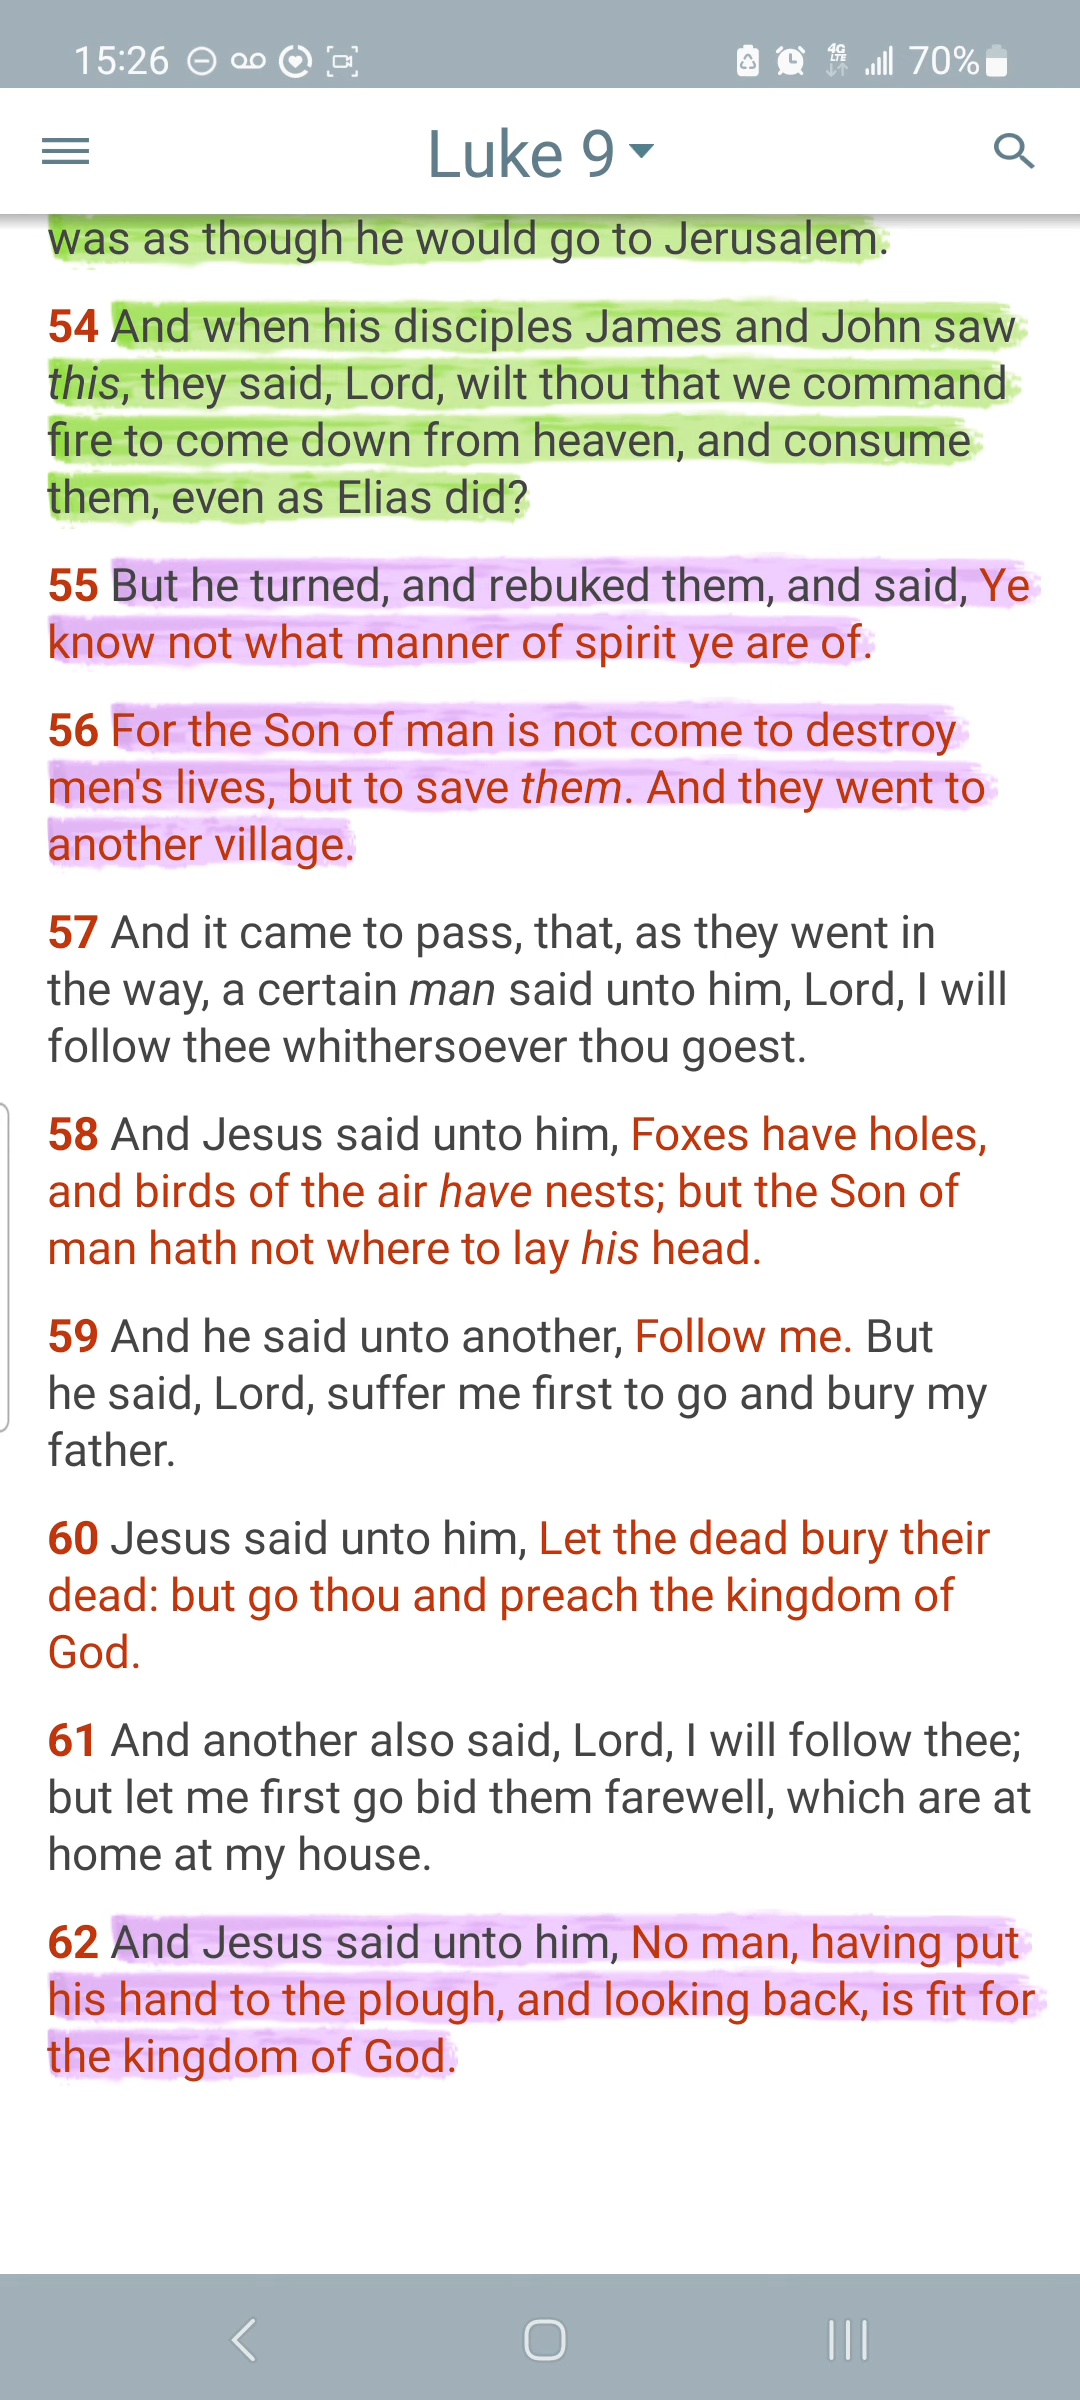 15:26 4G LTE 70%
Luke 9
was as though he would go to Jerusalem.
54 And when his disciples James and John saw
this, they said, Lord, wilt thou that we command
fire to come down from heaven, and consume
them, even as Elias did?
55 But he turned, and rebuked them, and said, Ye
know not what manner of spirit ye are of.
56 For the Son of man is not come to destroy
men's lives, but to save them. And they went to
another village.
57 And it came to pass, that, as they went in
the way, a certain man said unto him, Lord, I will
follow thee whithersoever thou goest.
58 And Jesus said unto him, Foxes have holes,
and birds of the air have nests; but the Son of
man hath not where to lay his head.
59 And he said unto another, Follow me. But
he said, Lord, suffer me first to go and bury my
father.
60 Jesus said unto him, Let the dead bury their
dead: but go thou and preach the kingdom of
God.
61 And another also said, Lord, I will follow thee;
but let me first go bid them farewell, which are at
home at my house.
62 And Jesus said unto him, No man, having put
his hand to the plough, and looking back, is fit for
the kingdom of God.